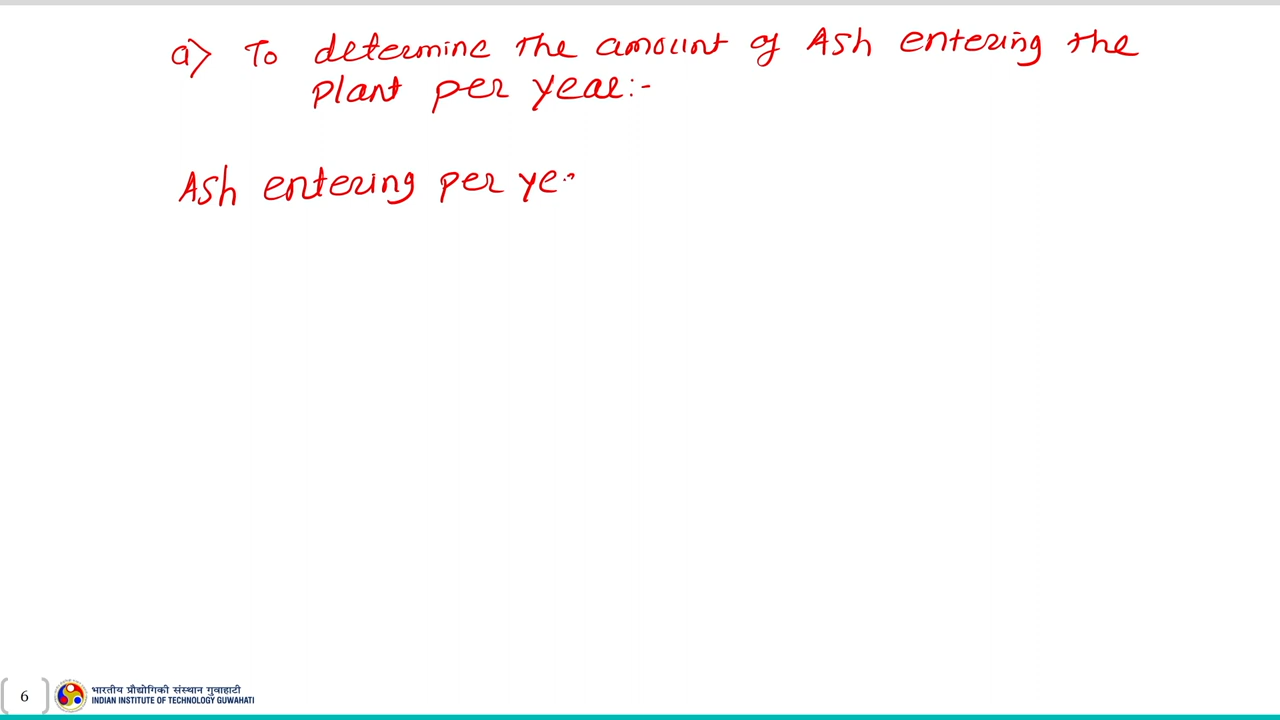 a) To determine the amount of Ash entering the
Plant per year:-
Ash entering per ye
6
भारतीय प्रौद्योगिकी संस्थान गुवाहाटी
INDIAN INSTITUTE OF TECHNOLOGY GUWAHATI